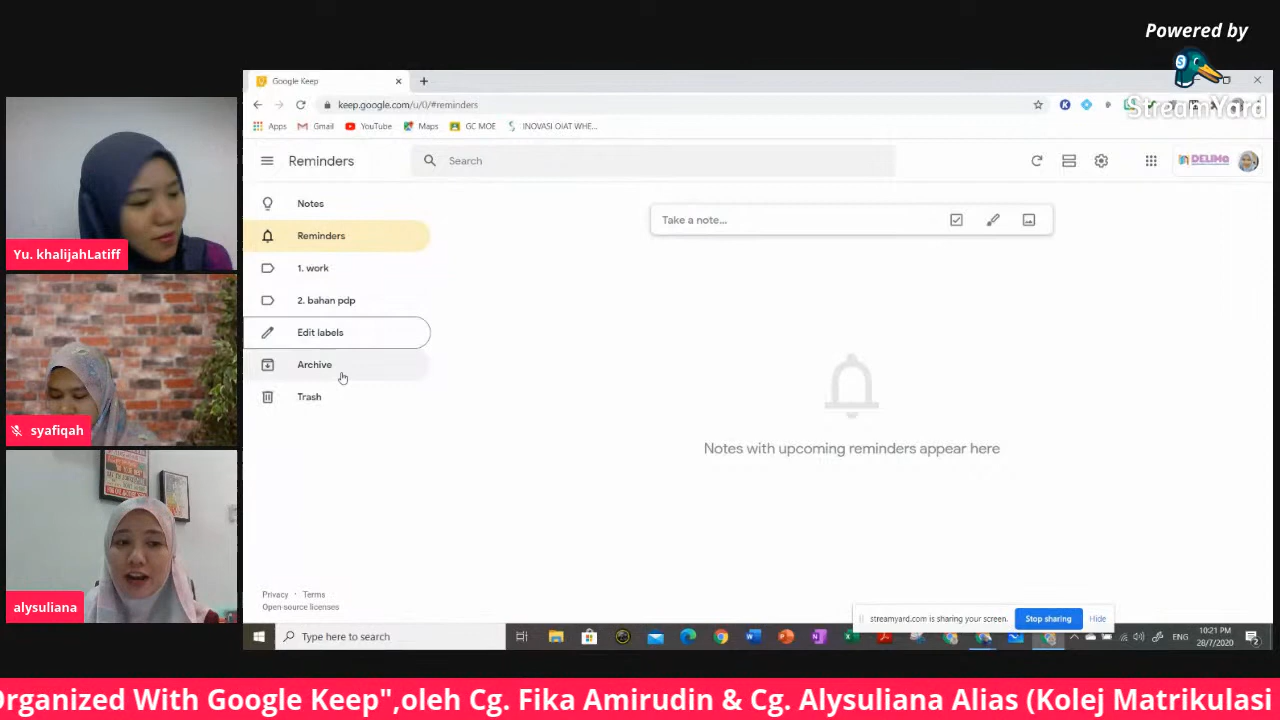 Powered by
StreamYard
Google Keep
keep.google.com/u/0/#reminders
Apps
Gmail
YouTube
Maps
GC MOE
INOVASI OIAT WHE...
Reminders
Search
DELIMa
Notes
Reminders
1. work
2. bahan pdp
Edit labels
Archive
Trash
Take a note...
Notes with upcoming reminders appear here
Privacy · Terms
Open-source licenses
streamyard.com is sharing your screen.
Stop sharing
Hide
Type here to search
ENG
10:21 PM
28/7/2020
2
Yu. khalijahLatiff
syafiqah
alysuliana
Organized With Google Keep",oleh Cg. Fika Amirudin & Cg. Alysuliana Alias (Kolej Matrikulasi